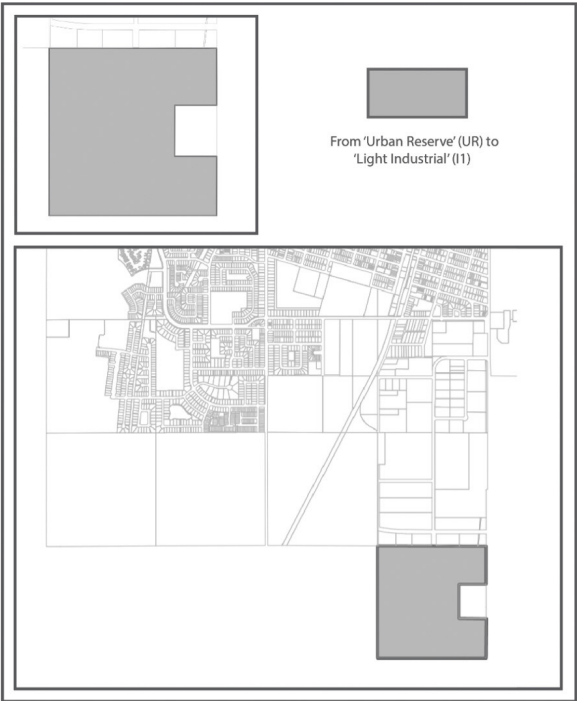 From ‘Urban Reserve’ (UR) to
‘Light Industrial’ (I1)